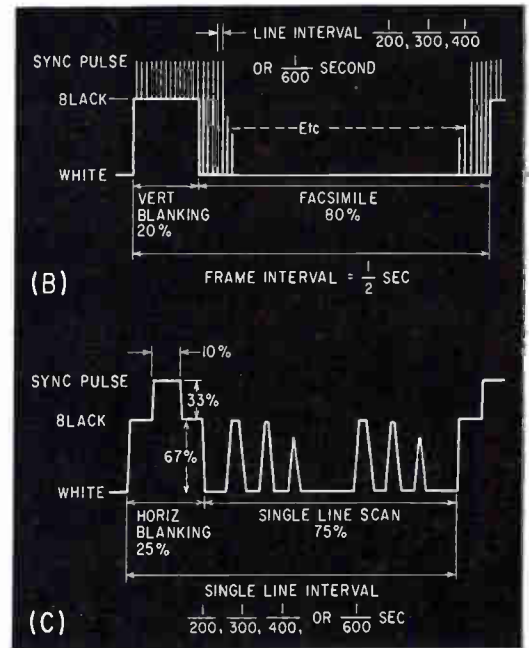 LINE INTERVAL 1/200, 1/300, 1/400
OR 1/600 SECOND
SYNC PULSE
BLACK
Etc
WHITE
VERT BLANKING 20%
FACSIMILE 80%
FRAME INTERVAL = 1/2 SEC
(B)
10%
SYNC PULSE
33%
BLACK
67%
WHITE
HORIZ BLANKING 25%
SINGLE LINE SCAN 75%
SINGLE LINE INTERVAL
1/200, 1/300, 1/400, OR 1/600 SEC
(C)